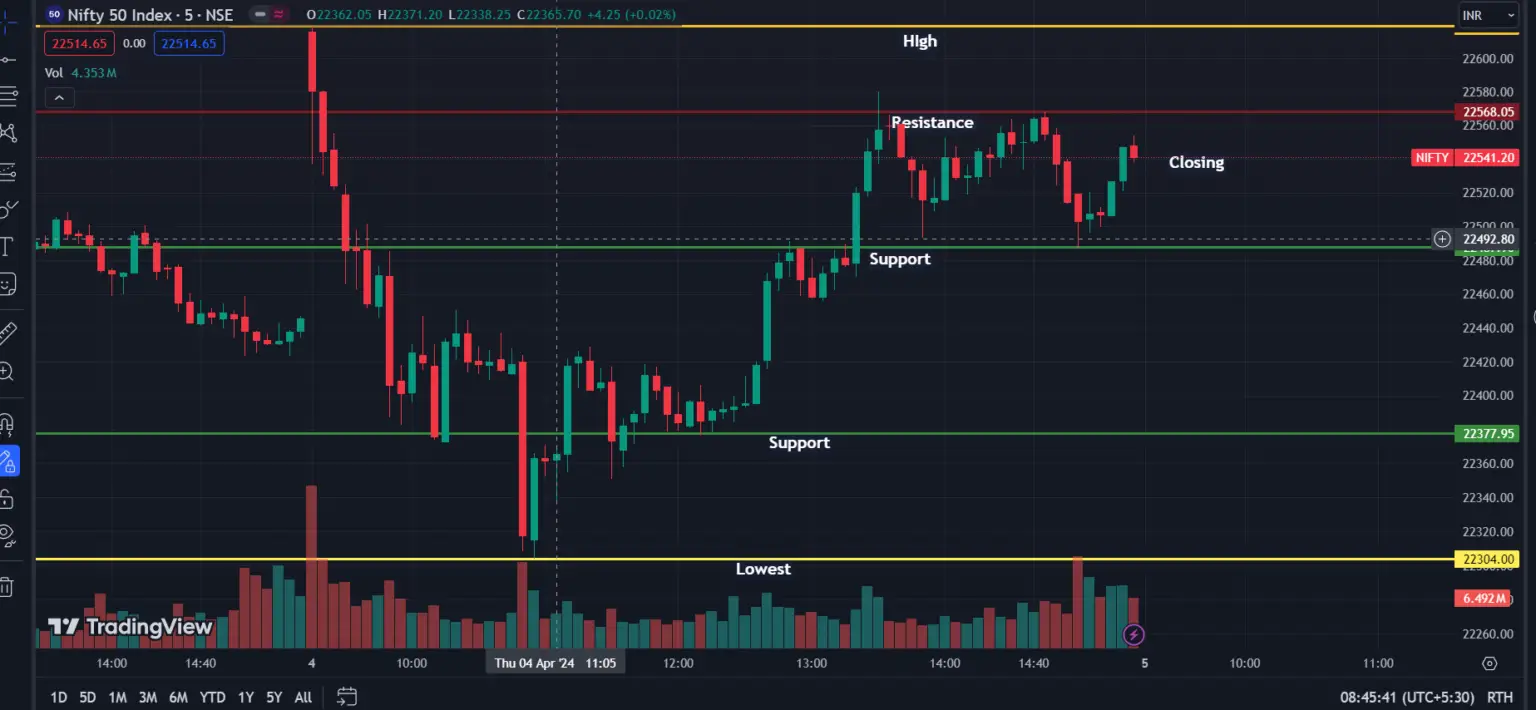 50 Nifty 50 Index · 5 · NSE O22362.05 H22371.20 L22338.25 C22365.70 +4.25 (+0.02%) INR
22514.65 0.00 22514.65
HIgh
22600.00
Vol 4.353M
22580.00
22568.05
Resistance
22560.00
NIFTY 22541.20
Closing
22520.00
22500.00
22492.80
Support
22480.00
22460.00
22440.00
22420.00
22400.00
22377.95
Support
22360.00
22340.00
22320.00
22304.00
Lowest
6.492M
TradingView
22260.00
14:00 14:40 4 10:00 Thu 04 Apr '24 11:05 12:00 13:00 14:00 14:40 5 10:00 11:00
1D 5D 1M 3M 6M YTD 1Y 5Y All 08:45:41 (UTC+5:30) RTH